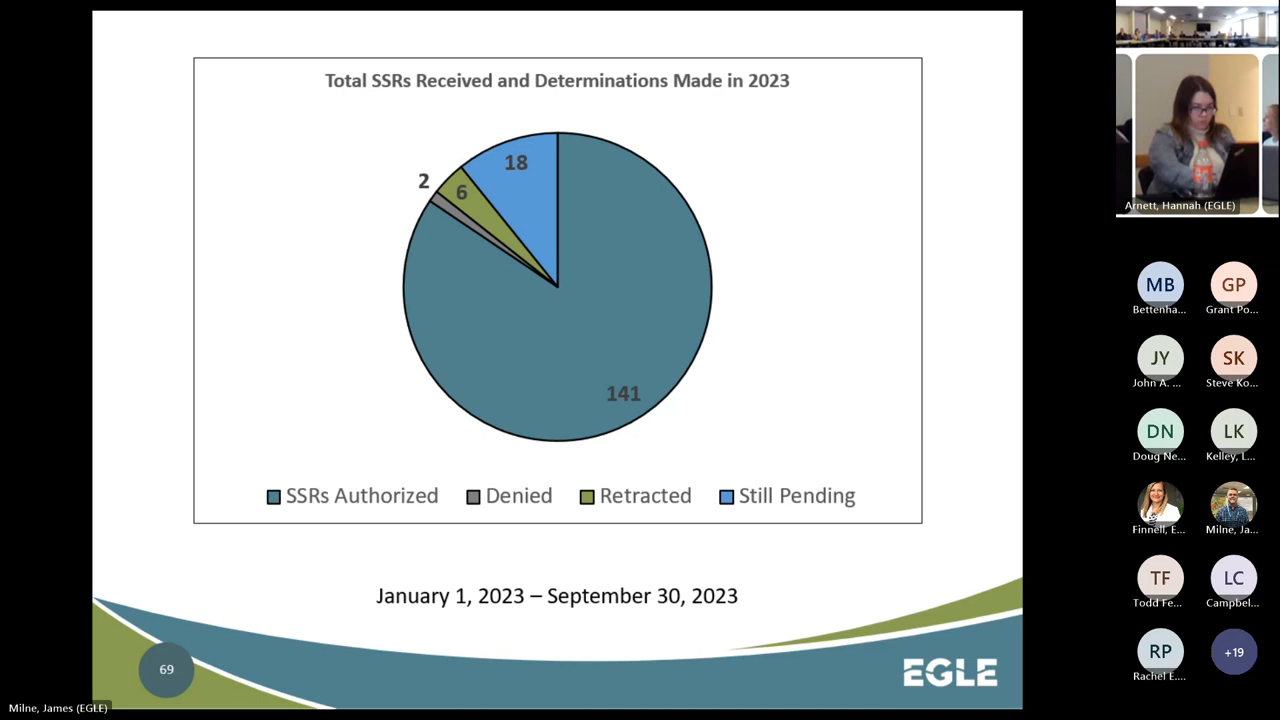 Total SSRs Received and Determinations Made in 2023
18
2
6
141
SSRs Authorized
Denied
Retracted
Still Pending
January 1, 2023 – September 30, 2023
69
EGLE
Milne, James (EGLE)
Arnett, Hannah (EGLE)
MB
GP
Bettenha...
Grant Po...
JY
SK
John A. ...
Steve Ko...
DN
LK
Doug Ne...
Kelley, L...
Finnell, E...
Milne, Ja...
TF
LC
Todd Fe...
Campbel...
RP
+19
Rachel E....